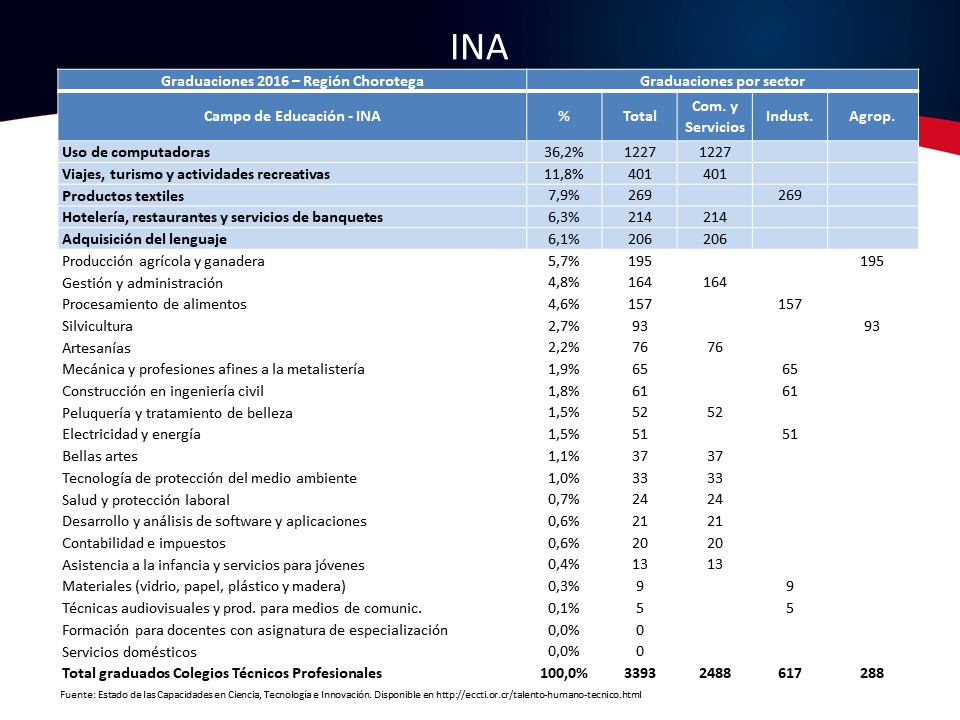 INA
Graduaciones 2016 – Región Chorotega Graduaciones por sector
Campo de Educación - INA % Total Com. y Servicios Indust. Agrop.
Uso de computadoras 36,2% 1227 1227
Viajes, turismo y actividades recreativas 11,8% 401 401
Productos textiles 7,9% 269 269
Hotelería, restaurantes y servicios de banquetes 6,3% 214 214
Adquisición del lenguaje 6,1% 206 206
Producción agrícola y ganadera 5,7% 195 195
Gestión y administración 4,8% 164 164
Procesamiento de alimentos 4,6% 157 157
Silvicultura 2,7% 93 93
Artesanías 2,2% 76 76
Mecánica y profesiones afines a la metalistería 1,9% 65 65
Construcción en ingeniería civil 1,8% 61 61
Peluquería y tratamiento de belleza 1,5% 52 52
Electricidad y energía 1,5% 51 51
Bellas artes 1,1% 37 37
Tecnología de protección del medio ambiente 1,0% 33 33
Salud y protección laboral 0,7% 24 24
Desarrollo y análisis de software y aplicaciones 0,6% 21 21
Contabilidad e impuestos 0,6% 20 20
Asistencia a la infancia y servicios para jóvenes 0,4% 13 13
Materiales (vidrio, papel, plástico y madera) 0,3% 9 9
Técnicas audiovisuales y prod. para medios de comunic. 0,1% 5 5
Formación para docentes con asignatura de especialización 0,0% 0
Servicios domésticos 0,0% 0
Total graduados Colegios Técnicos Profesionales 100,0% 3393 2488 617 288
Fuente: Estado de las Capacidades en Ciencia, Tecnología e Innovación. Disponible en http://eccti.or.cr/talento-humano-tecnico.html